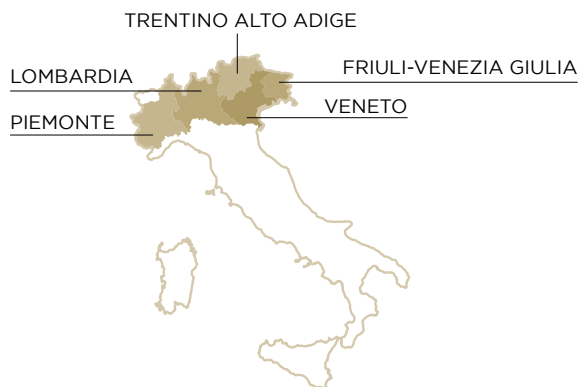 TRENTINO ALTO ADIGE
FRIULI-VENEZIA GIULIA
LOMBARDIA
VENETO
PIEMONTE